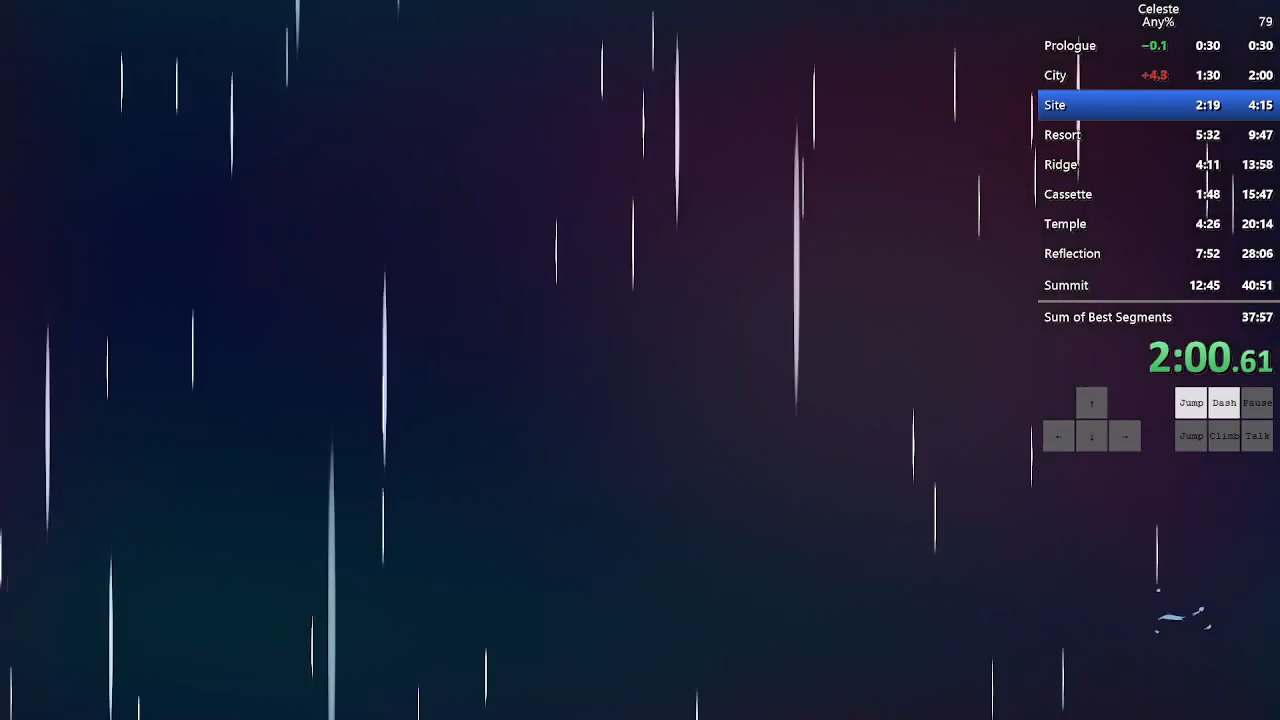 Celeste
Any% 79
Prologue −0.1 0:30 0:30
City +4.3 1:30 2:00
Site 2:19 4:15
Resort 5:32 9:47
Ridge 4:11 13:58
Cassette 1:48 15:47
Temple 4:26 20:14
Reflection 7:52 28:06
Summit 12:45 40:51
Sum of Best Segments 37:57
2:00.61
↑ Jump Dash Pause
← ↓ → Jump Climb Talk